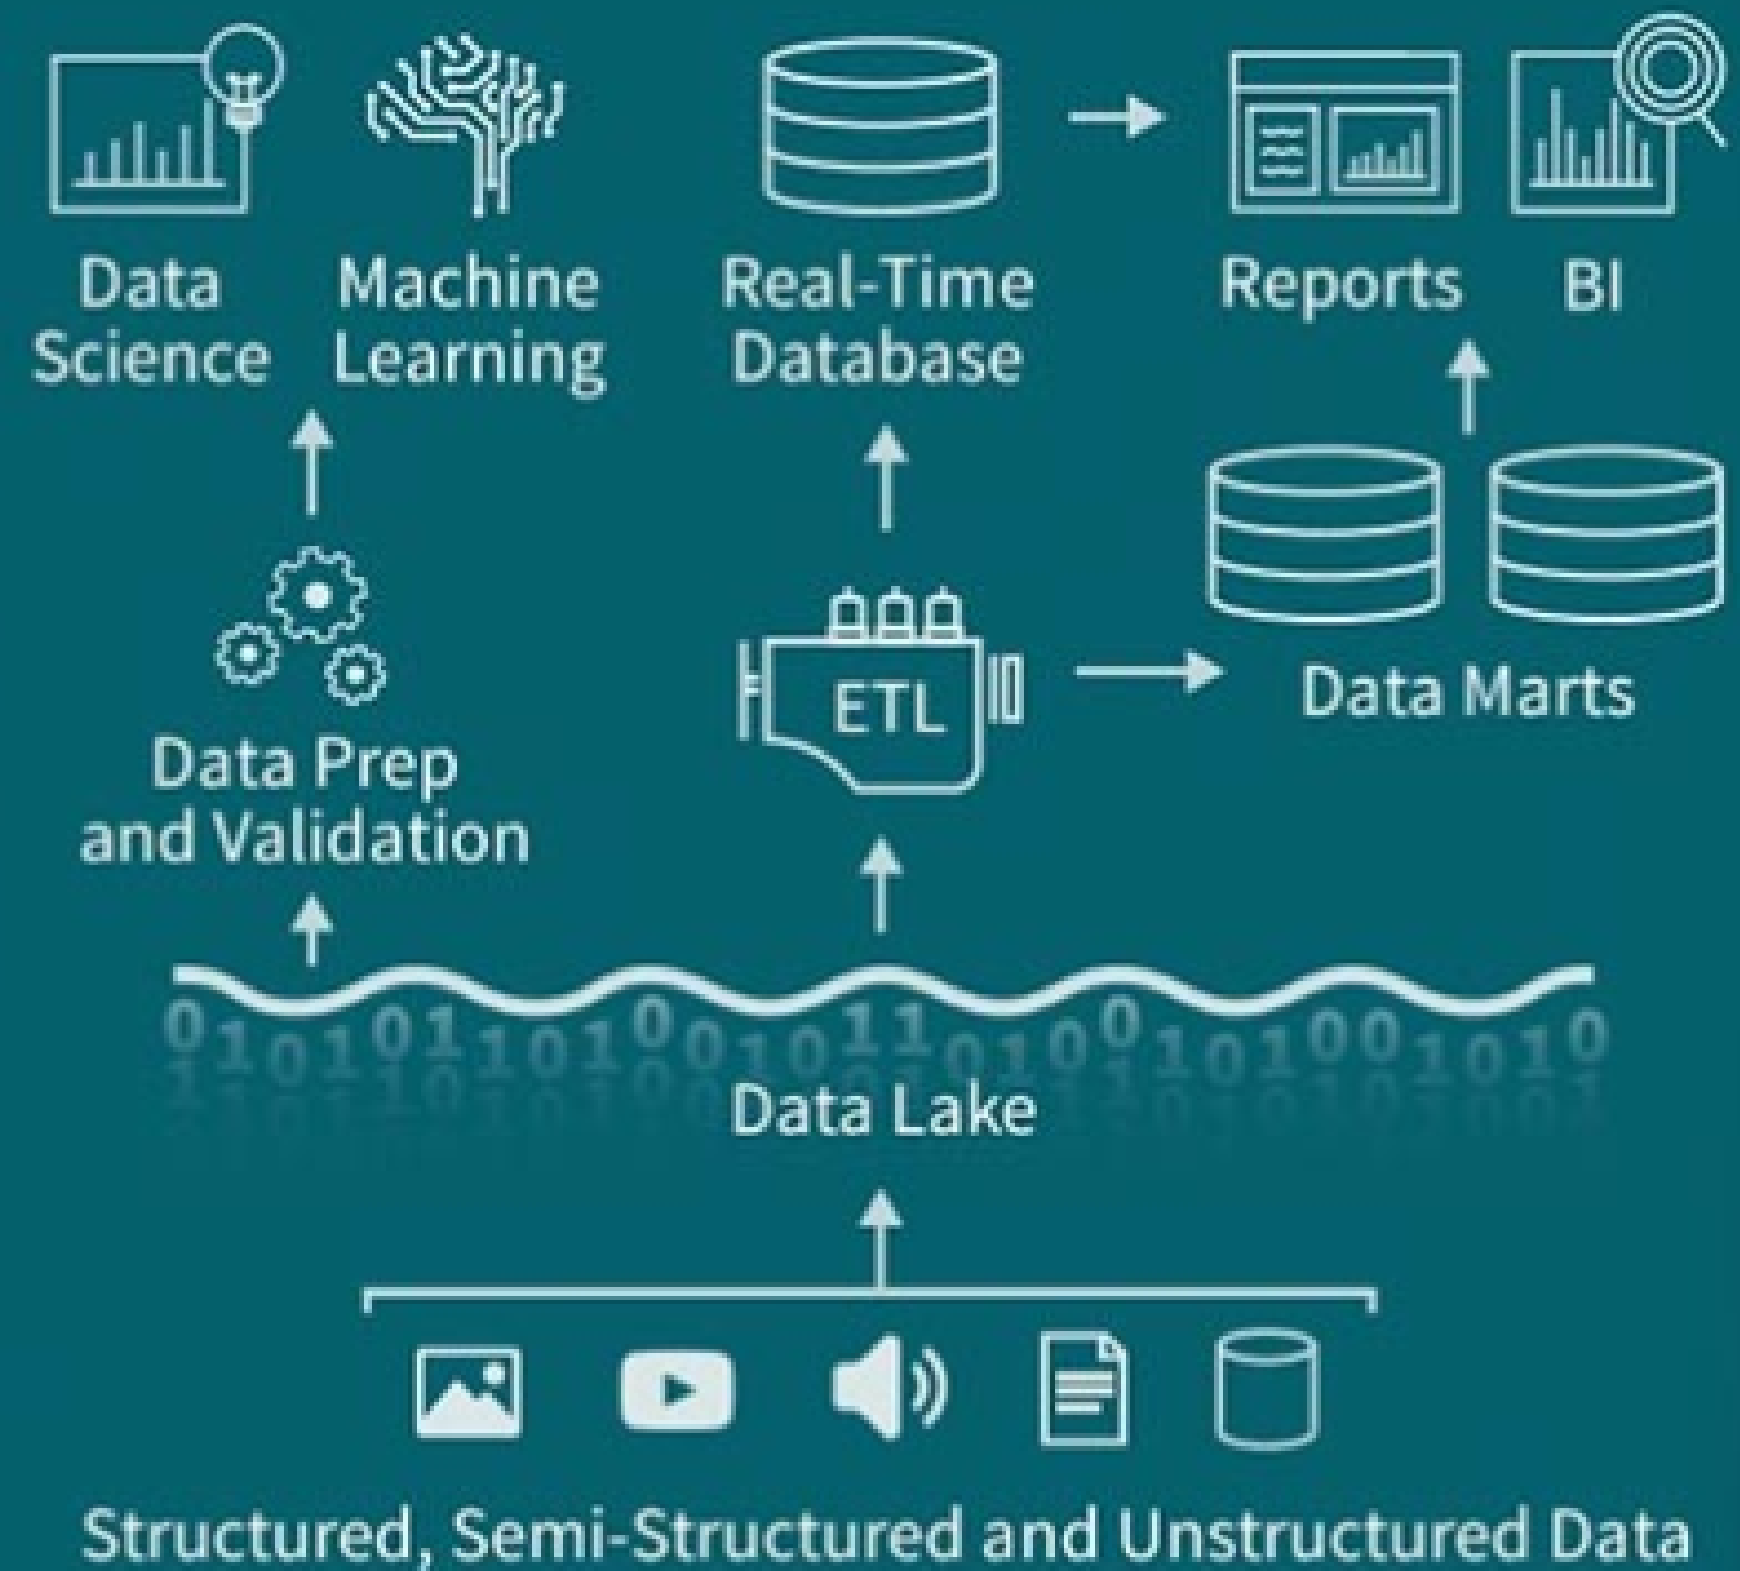 Data
Science
Machine
Learning
Real-Time
Database
Reports
BI
Data Prep
and Validation
ETL
Data Marts
01010110100010110100101001010
Data Lake
Structured, Semi-Structured and Unstructured Data